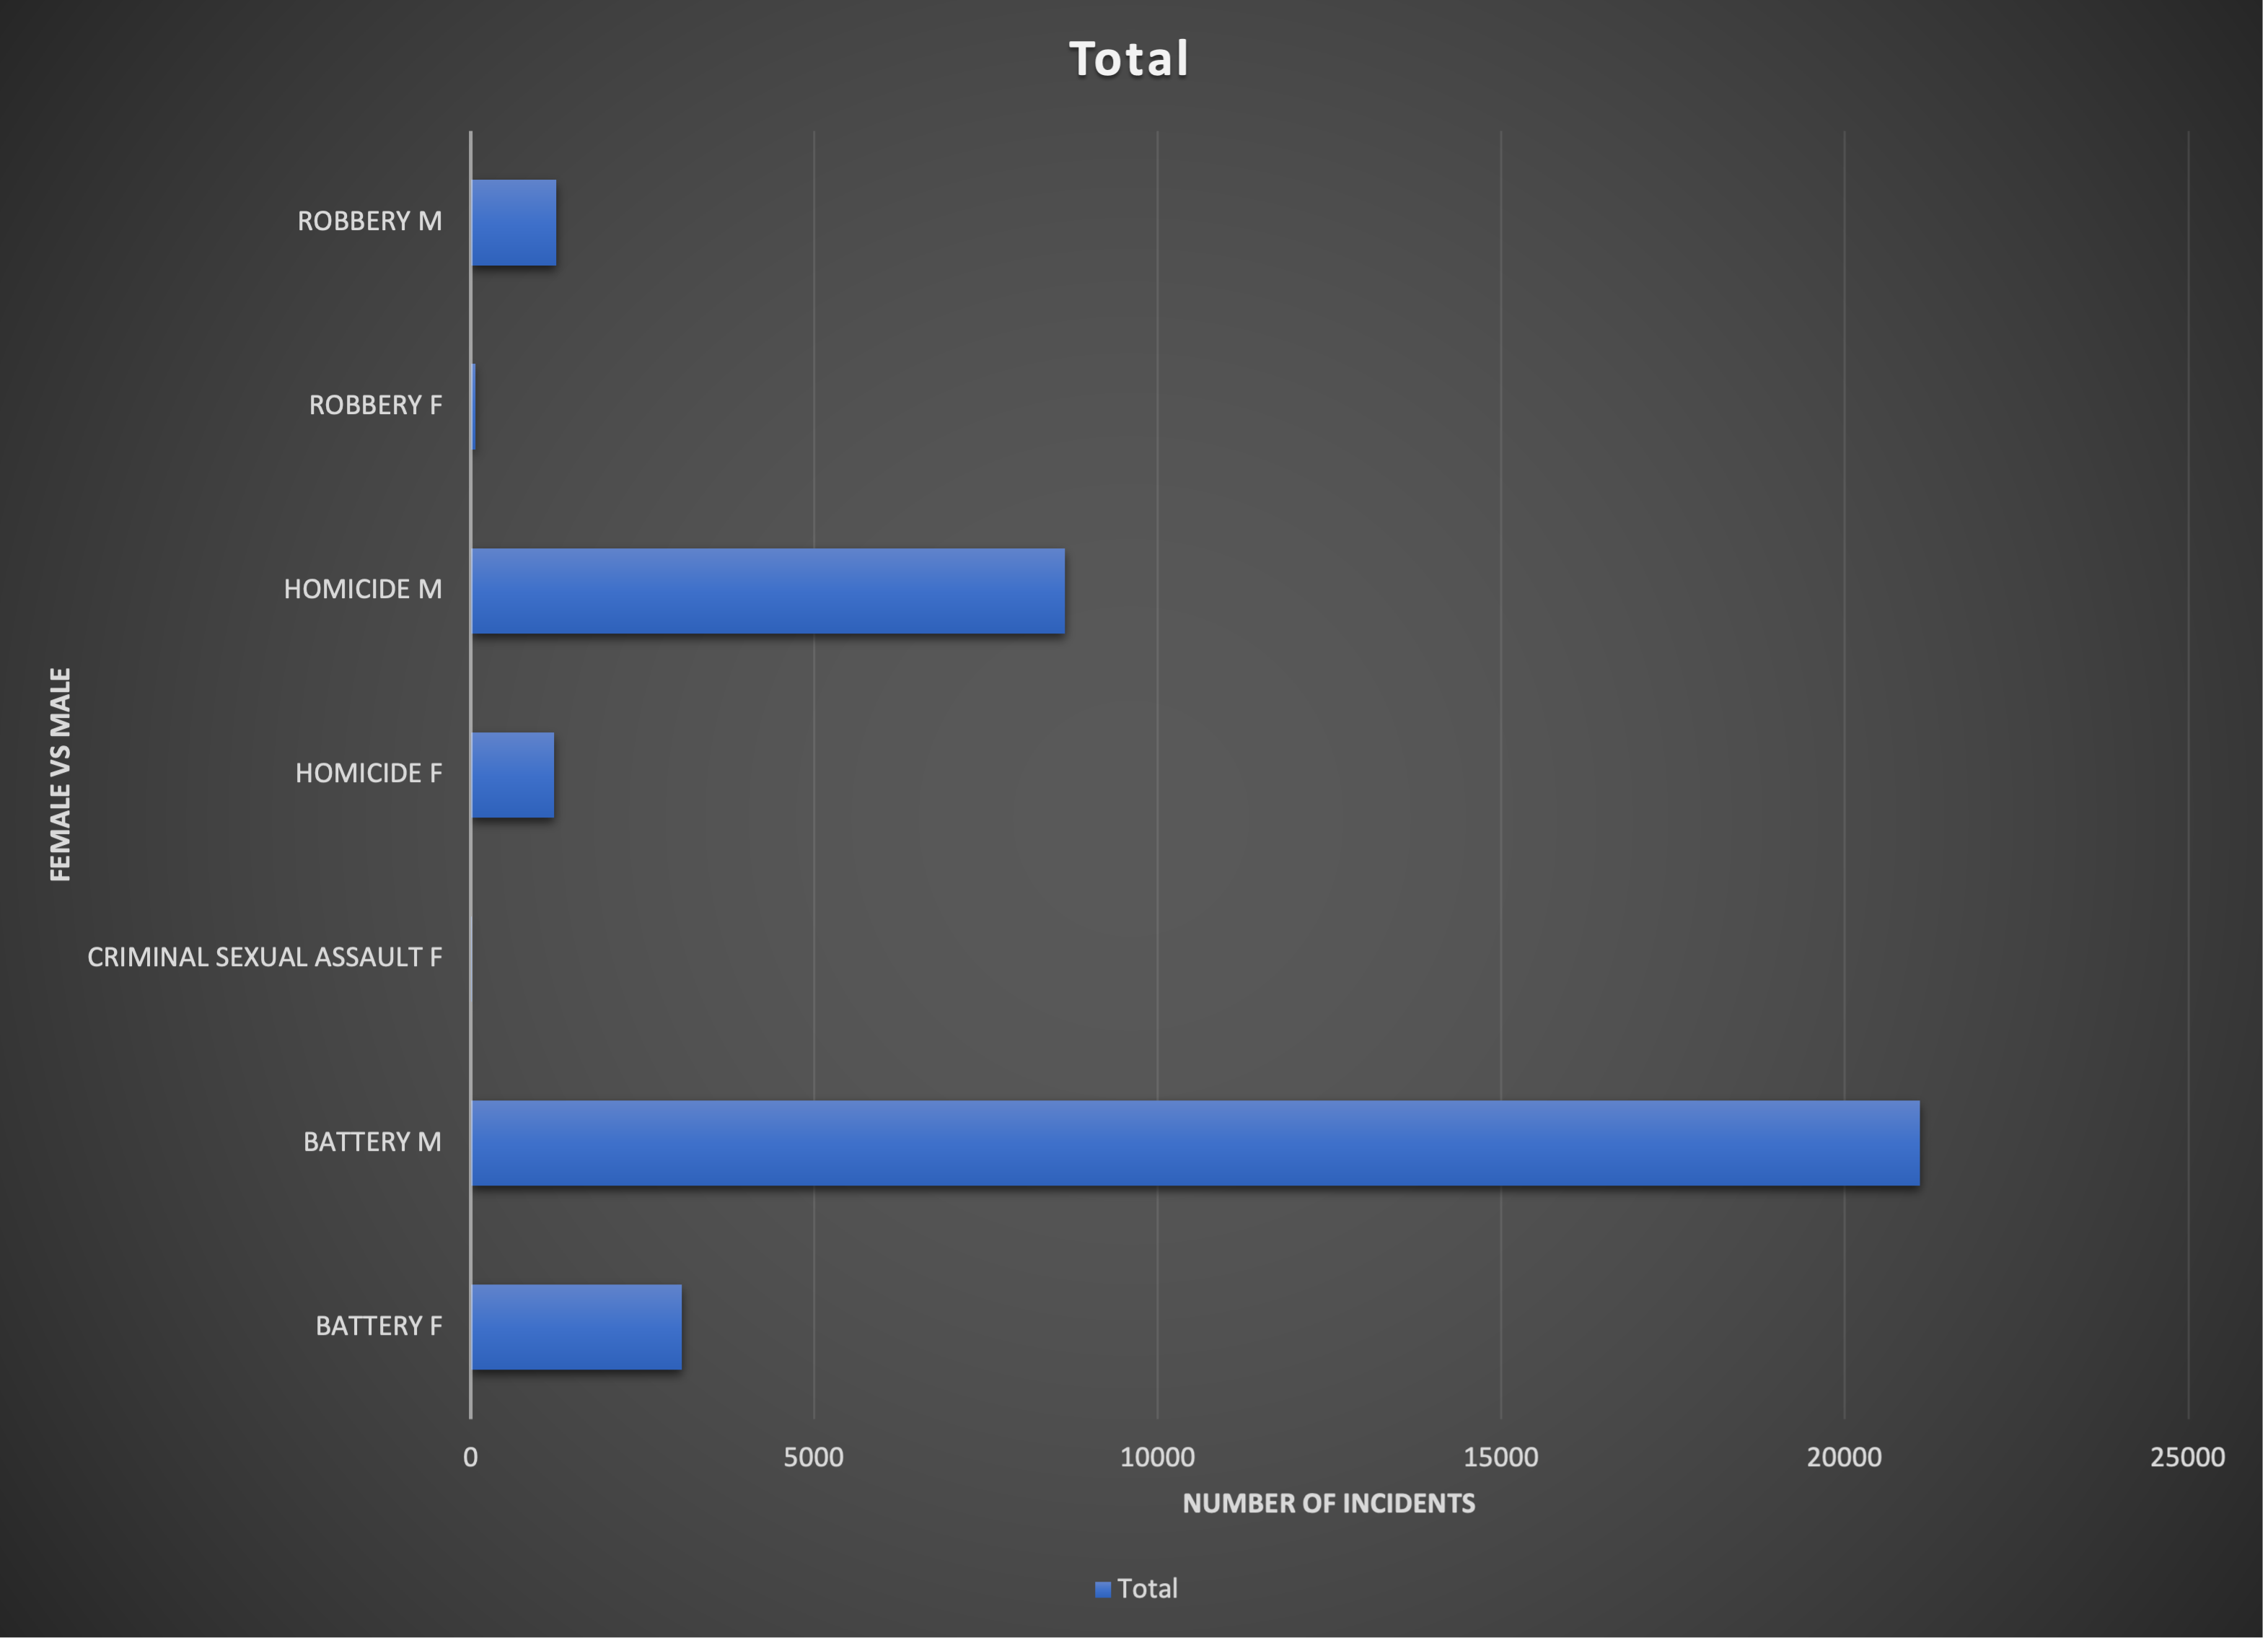 Total
ROBBERY M
ROBBERY F
HOMICIDE M
HOMICIDE F
CRIMINAL SEXUAL ASSAULT F
BATTERY M
BATTERY F
FEMALE VS MALE
0 5000 10000 15000 20000 25000
NUMBER OF INCIDENTS
Total